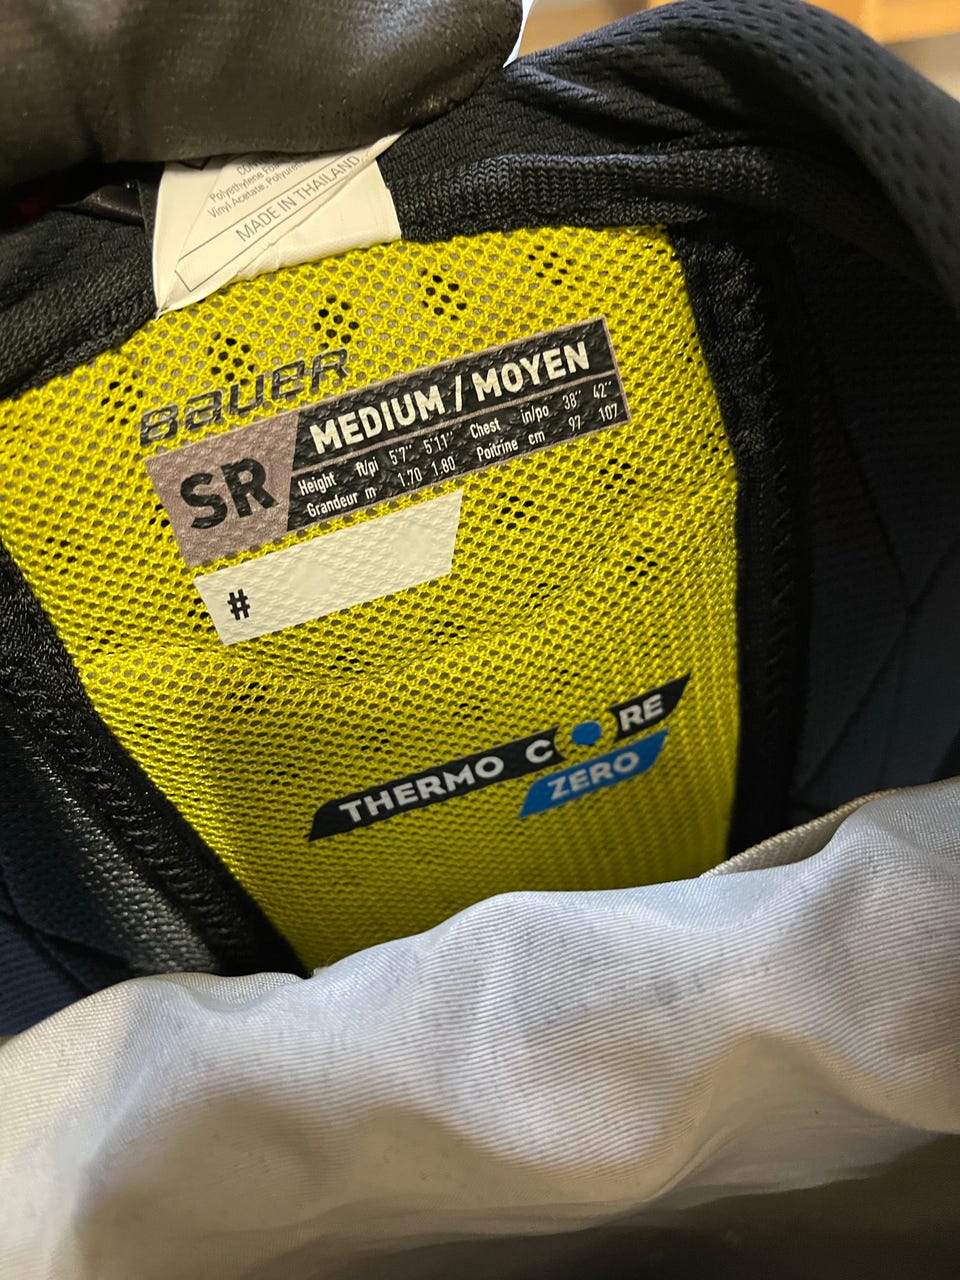 Polyethylene
Vinyl Acetate,
MADE IN THAILAND
BAUER
SR
MEDIUM / MOYEN
Height ft/pi 5'7'' 5'11'' Chest in/po 38'' 42''
Grandeur m 1.70 1.80 Poitrine cm 97 107
#
THERMO CORE
ZERO